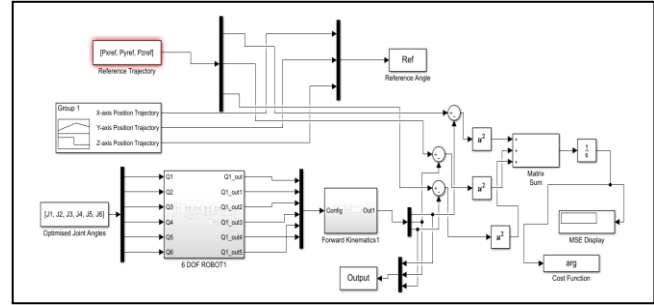 [Pxref, Pyref, Pzref]
Reference Trajectory
Ref
Reference Angle
Group 1
X-axis Position Trajectory
Y-axis Position Trajectory
Z-axis Position Trajectory
u²
u²
u²
Matrix
Sum
1
s
MSE Display
arg
Cost Function
[J1, J2, J3, J4, J5, J6]
Optimised Joint Angles
Q1 Q1_out
Q2 Q1_out1
Q3 Q1_out2
Q4 Q1_out3
Q5 Q1_out4
Q6 Q1_out5
6 DOF ROBOT1
Config Out1
Forward Kinematics1
Output